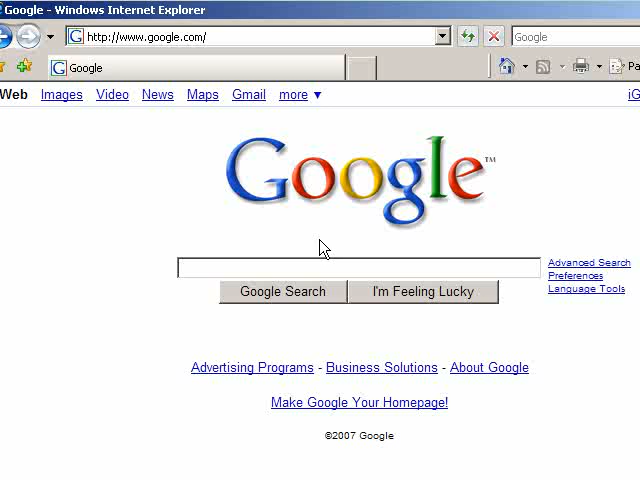 Google - Windows Internet Explorer
http://www.google.com/ Google
Google Pa
Web Images Video News Maps Gmail more ▼ iG
Google™
Advanced Search
Preferences
Language Tools
Google Search I'm Feeling Lucky
Advertising Programs - Business Solutions - About Google
Make Google Your Homepage!
©2007 Google